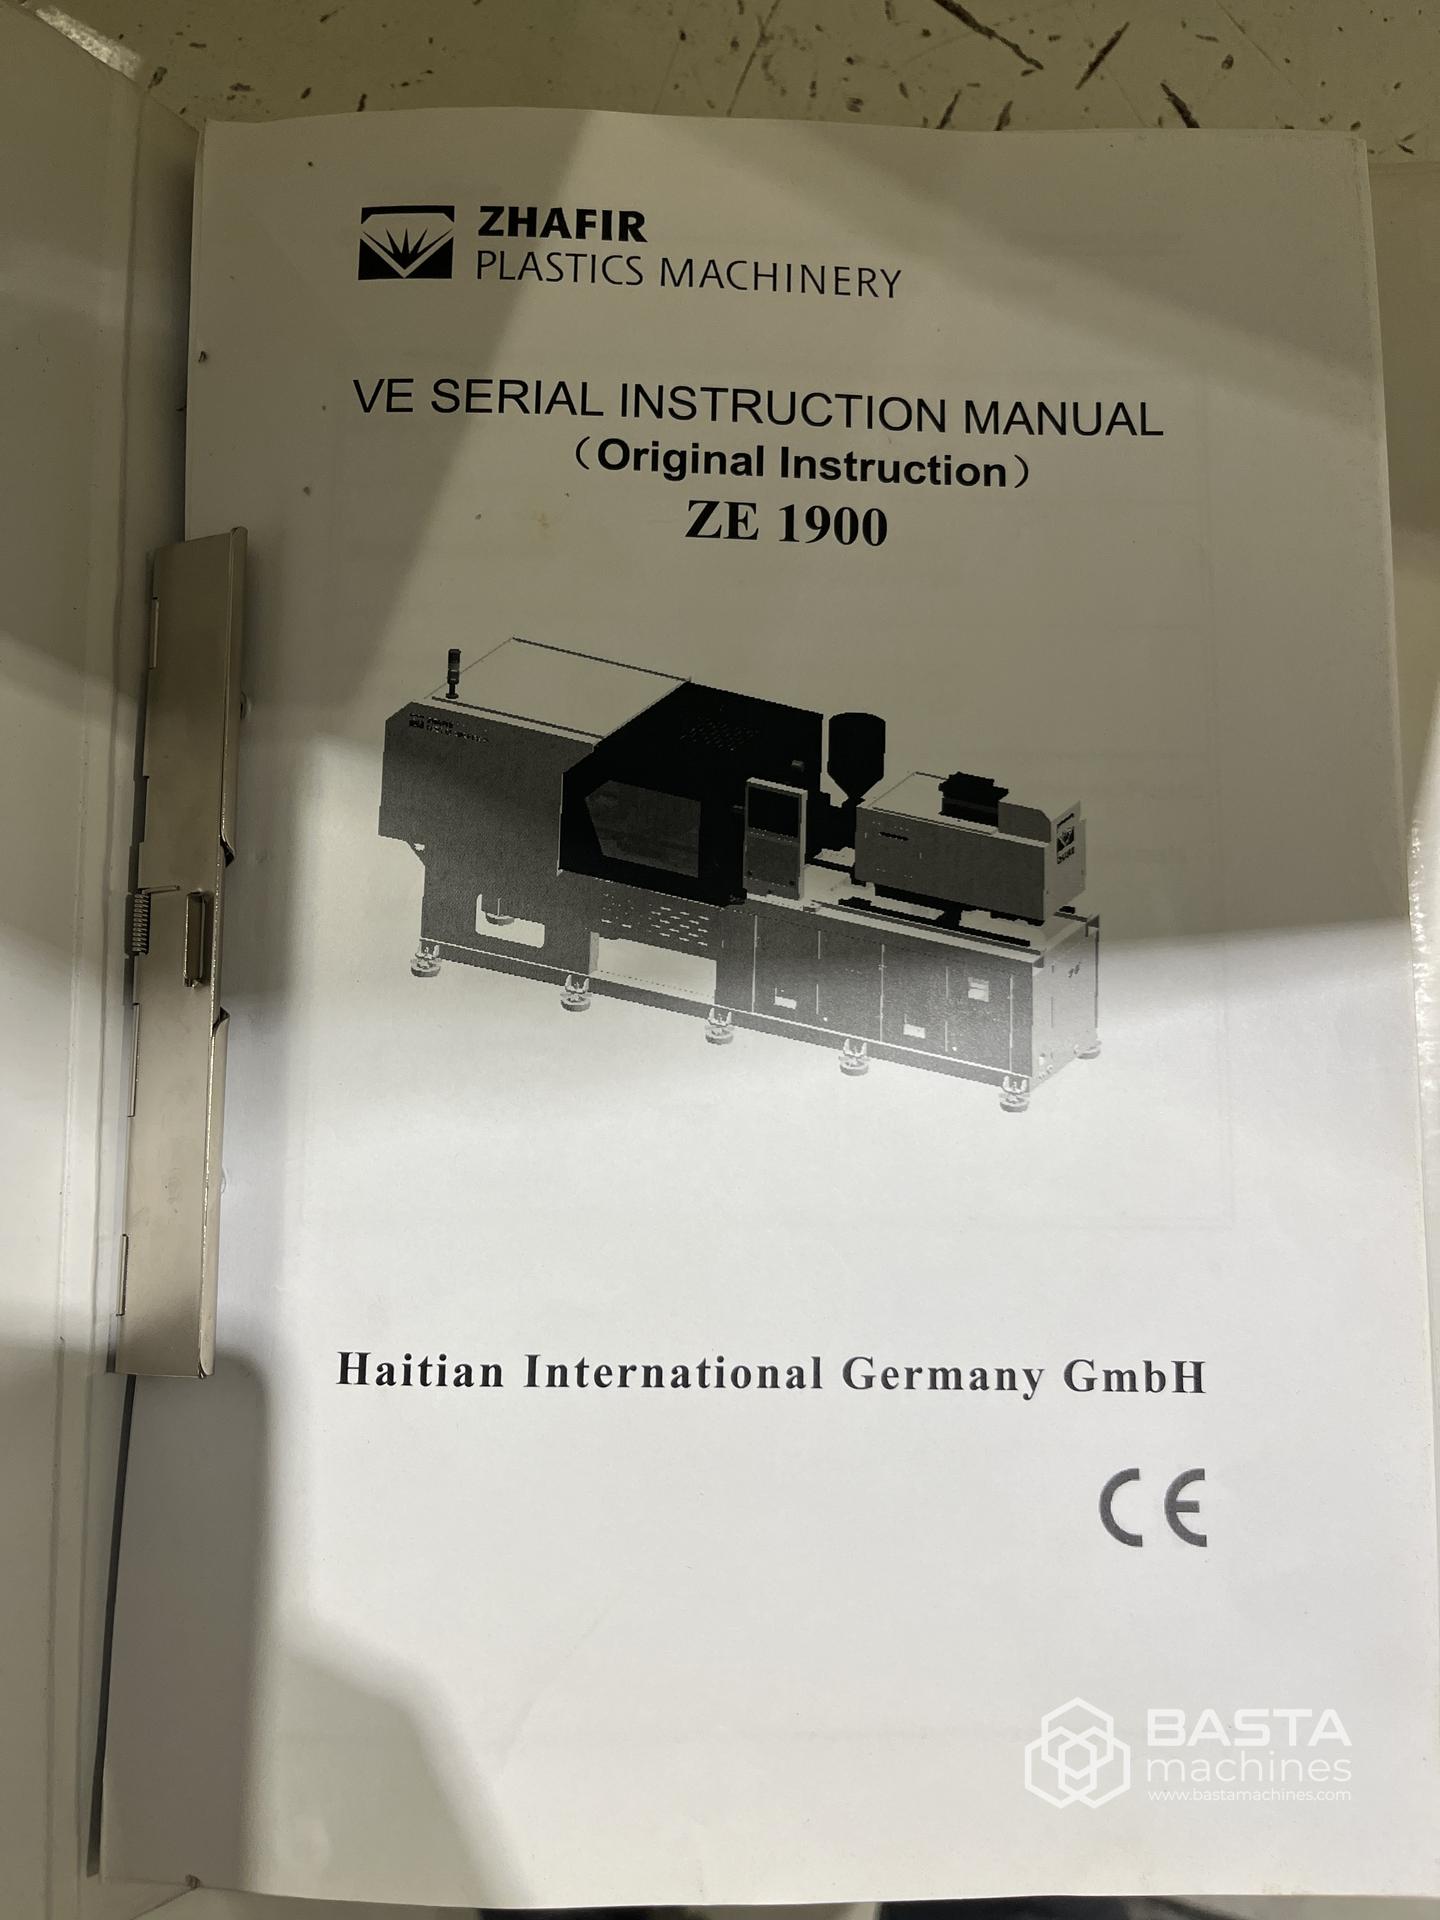 ZHAFIR
PLASTICS MACHINERY
VE SERIAL INSTRUCTION MANUAL
（Original Instruction）
ZE 1900
Haitian International Germany GmbH
CE
BASTA
machines
www.bastamachines.com